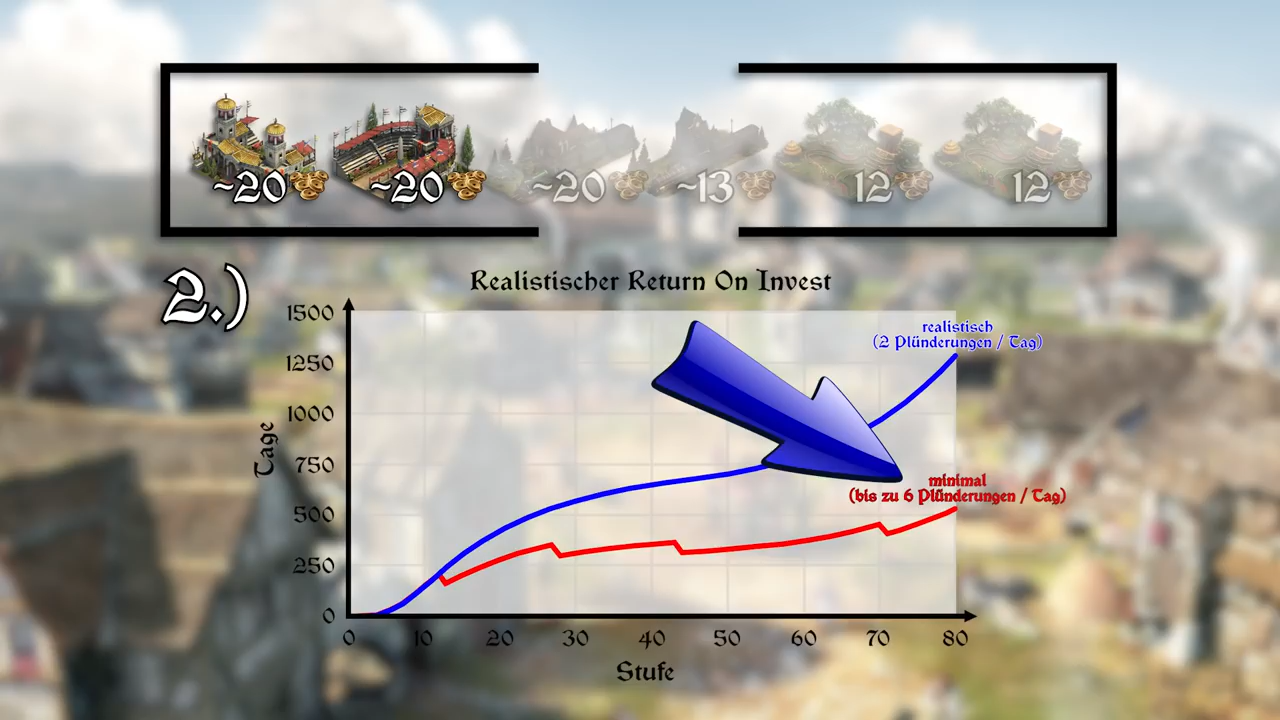 ~20 ~20 ~20 ~13 12 12
2.)
Realistischer Return On Invest
1500
1250
1000
750
500
250
0
Tage
realistisch
(2 Plünderungen / Tag)
minimal
(bis zu 6 Plünderungen / Tag)
0 10 20 30 40 50 60 70 80
Stufe